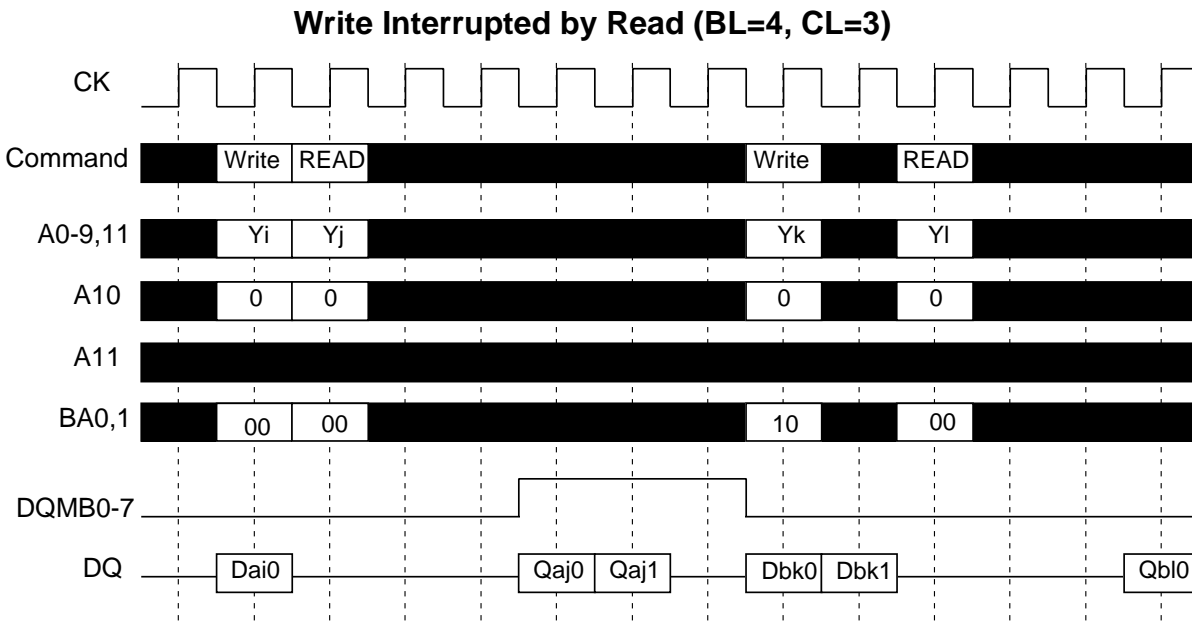 Write Interrupted by Read (BL=4, CL=3)
CK
Command Write READ Write READ
A0-9,11 Yi Yj Yk Yl
A10 0 0 0 0
A11
BA0,1 00 00 10 00
DQMB0-7
DQ Dai0 Qaj0 Qaj1 Dbk0 Dbk1 Qbl0